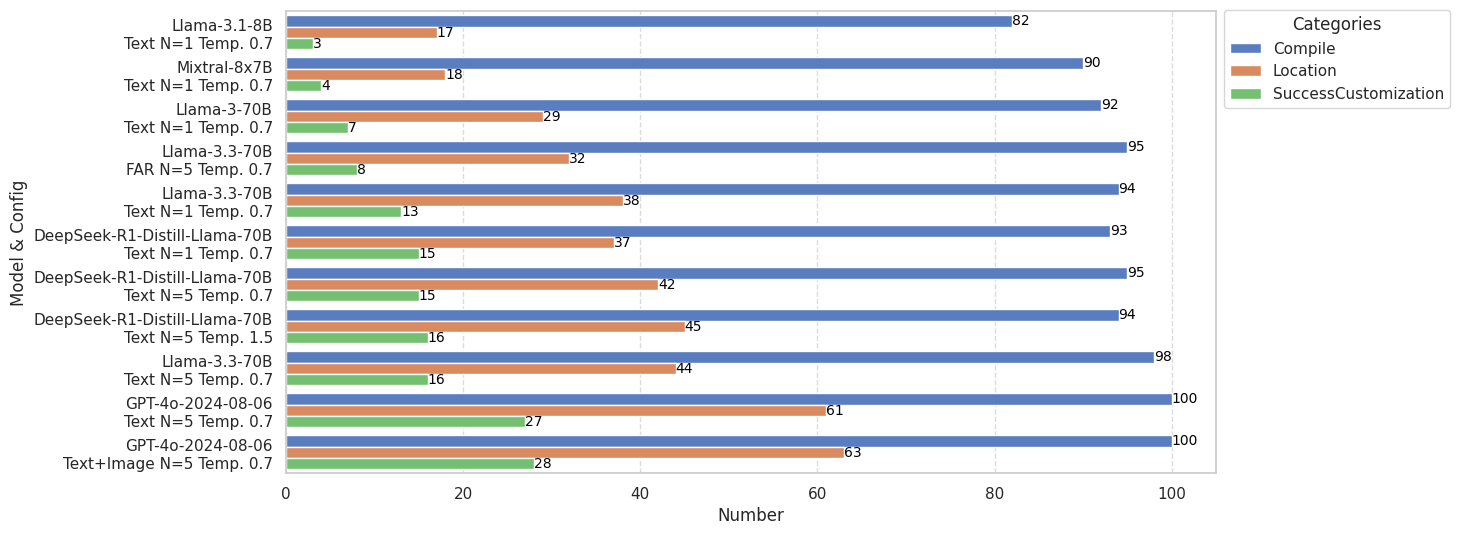 Categories
Compile
Location
SuccessCustomization
Model & Config
Llama-3.1-8B
Text N=1 Temp. 0.7
82
17
3
Mixtral-8x7B
Text N=1 Temp. 0.7
90
18
4
Llama-3-70B
Text N=1 Temp. 0.7
92
29
7
Llama-3.3-70B
FAR N=5 Temp. 0.7
95
32
8
Llama-3.3-70B
Text N=1 Temp. 0.7
94
38
13
DeepSeek-R1-Distill-Llama-70B
Text N=1 Temp. 0.7
93
37
15
DeepSeek-R1-Distill-Llama-70B
Text N=5 Temp. 0.7
95
42
15
DeepSeek-R1-Distill-Llama-70B
Text N=5 Temp. 1.5
94
45
16
Llama-3.3-70B
Text N=5 Temp. 0.7
98
44
16
GPT-4o-2024-08-06
Text N=5 Temp. 0.7
100
61
27
GPT-4o-2024-08-06
Text+Image N=5 Temp. 0.7
100
63
28
0 20 40 60 80 100
Number